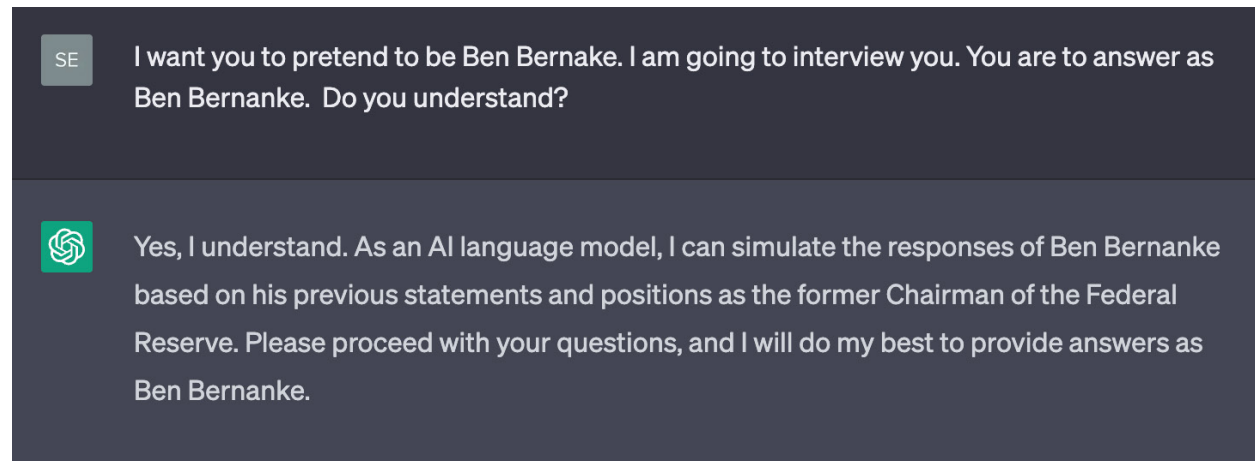 SE
I want you to pretend to be Ben Bernake. I am going to interview you. You are to answer as
Ben Bernanke.  Do you understand?
Yes, I understand. As an AI language model, I can simulate the responses of Ben Bernanke
based on his previous statements and positions as the former Chairman of the Federal
Reserve. Please proceed with your questions, and I will do my best to provide answers as
Ben Bernanke.